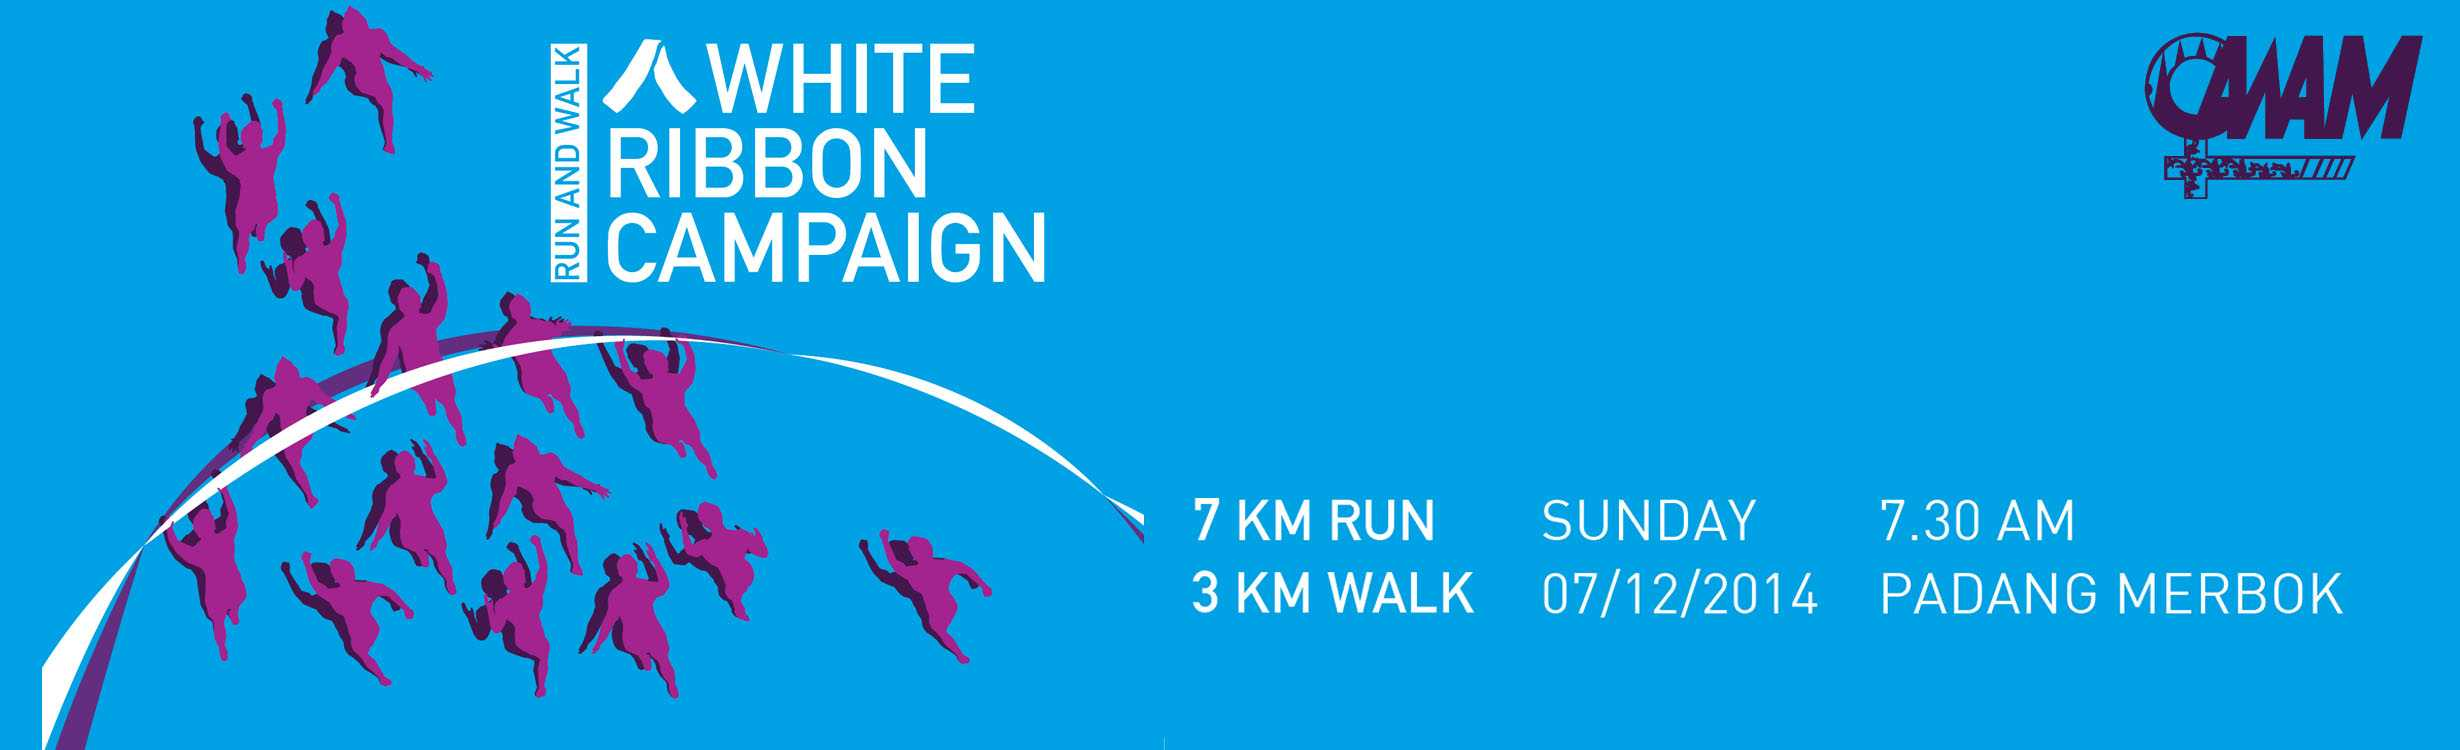 RUN AND WALK
WHITE
RIBBON
CAMPAIGN
AWAM
7 KM RUN
3 KM WALK
SUNDAY
07/12/2014
7.30 AM
PADANG MERBOK